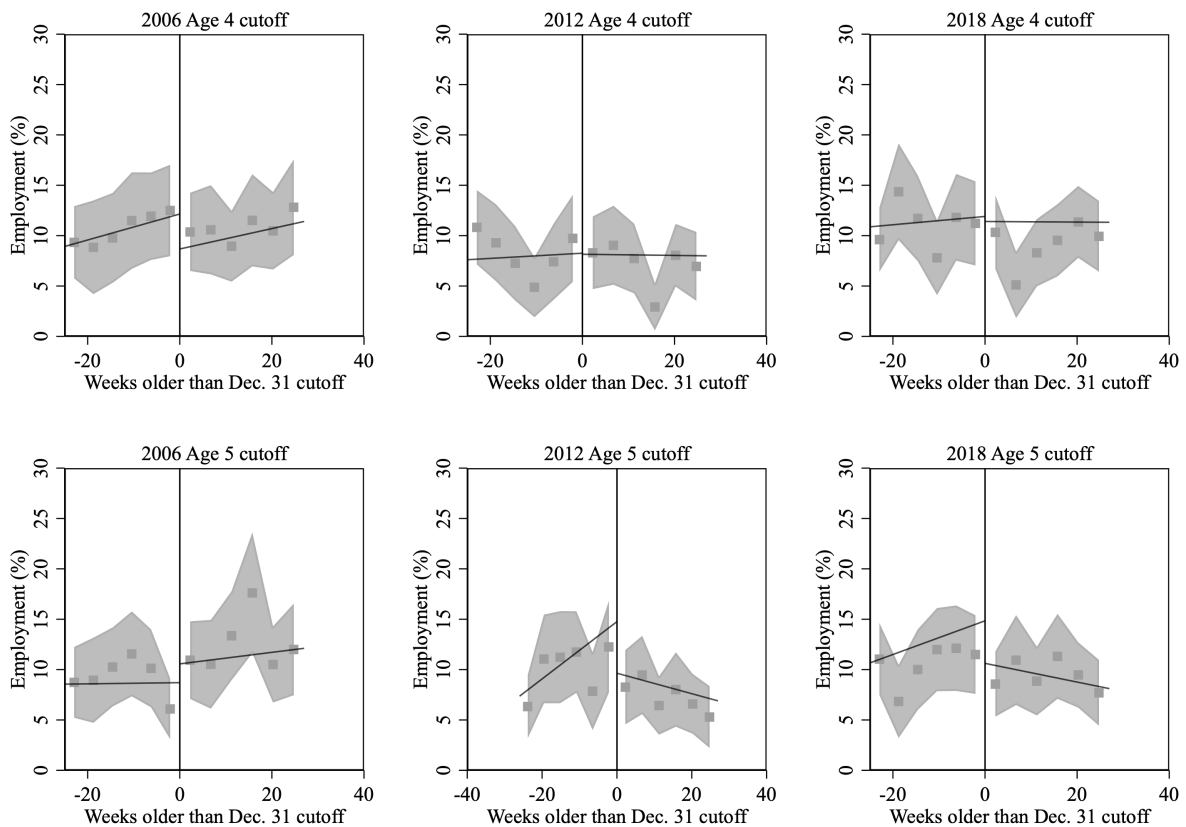 2006 Age 4 cutoff
Employment (%)
0 5 10 15 20 25 30
-20 0 20 40
Weeks older than Dec. 31 cutoff
2012 Age 4 cutoff
Employment (%)
0 5 10 15 20 25 30
-20 0 20 40
Weeks older than Dec. 31 cutoff
2018 Age 4 cutoff
Employment (%)
0 5 10 15 20 25 30
-20 0 20 40
Weeks older than Dec. 31 cutoff
2006 Age 5 cutoff
Employment (%)
0 5 10 15 20 25 30
-20 0 20 40
Weeks older than Dec. 31 cutoff
2012 Age 5 cutoff
Employment (%)
0 5 10 15 20 25 30
-40 -20 0 20 40
Weeks older than Dec. 31 cutoff
2018 Age 5 cutoff
Employment (%)
0 5 10 15 20 25 30
-20 0 20 40
Weeks older than Dec. 31 cutoff